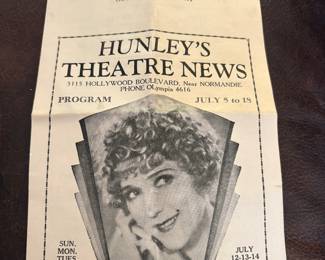 HUNLEY'S
THEATRE NEWS
5115 HOLLYWOOD BOULEVARD, Near NORMANDIE
PHONE OLympia 4616
PROGRAM JULY 5 to 18
SUN.
MON.
TUES.
JULY
12-13-14